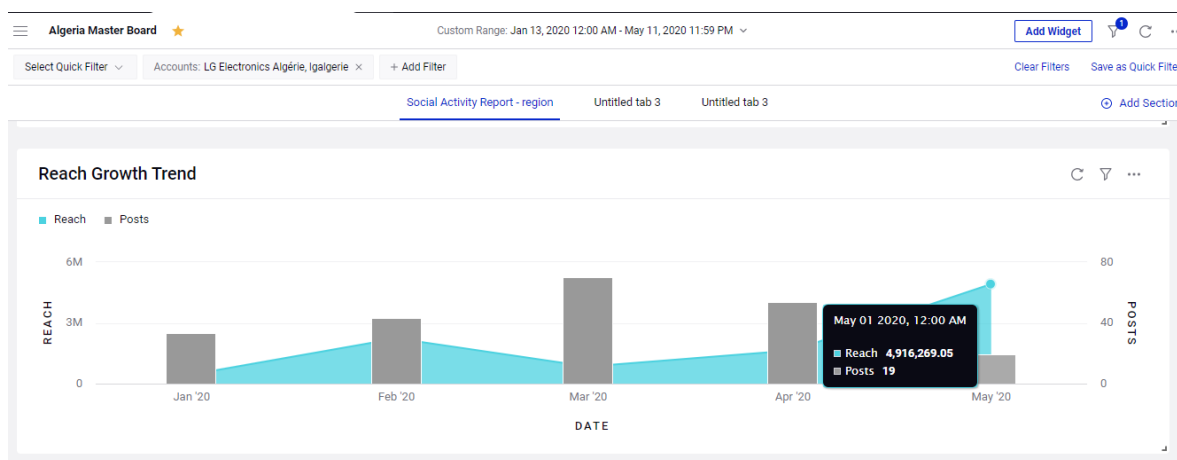 Algeria Master Board
Custom Range: Jan 13, 2020 12:00 AM - May 11, 2020 11:59 PM
Add Widget
1
Select Quick Filter
Accounts: LG Electronics Algérie, lgalgerie ×
+ Add Filter
Clear Filters
Save as Quick Filte
Social Activity Report - region
Untitled tab 3
Untitled tab 3
Add Section
Reach Growth Trend
Reach
Posts
6M
3M
0
REACH
80
40
0
POSTS
May 01 2020, 12:00 AM
Reach 4,916,269.05
Posts 19
Jan '20
Feb '20
Mar '20
Apr '20
May '20
DATE